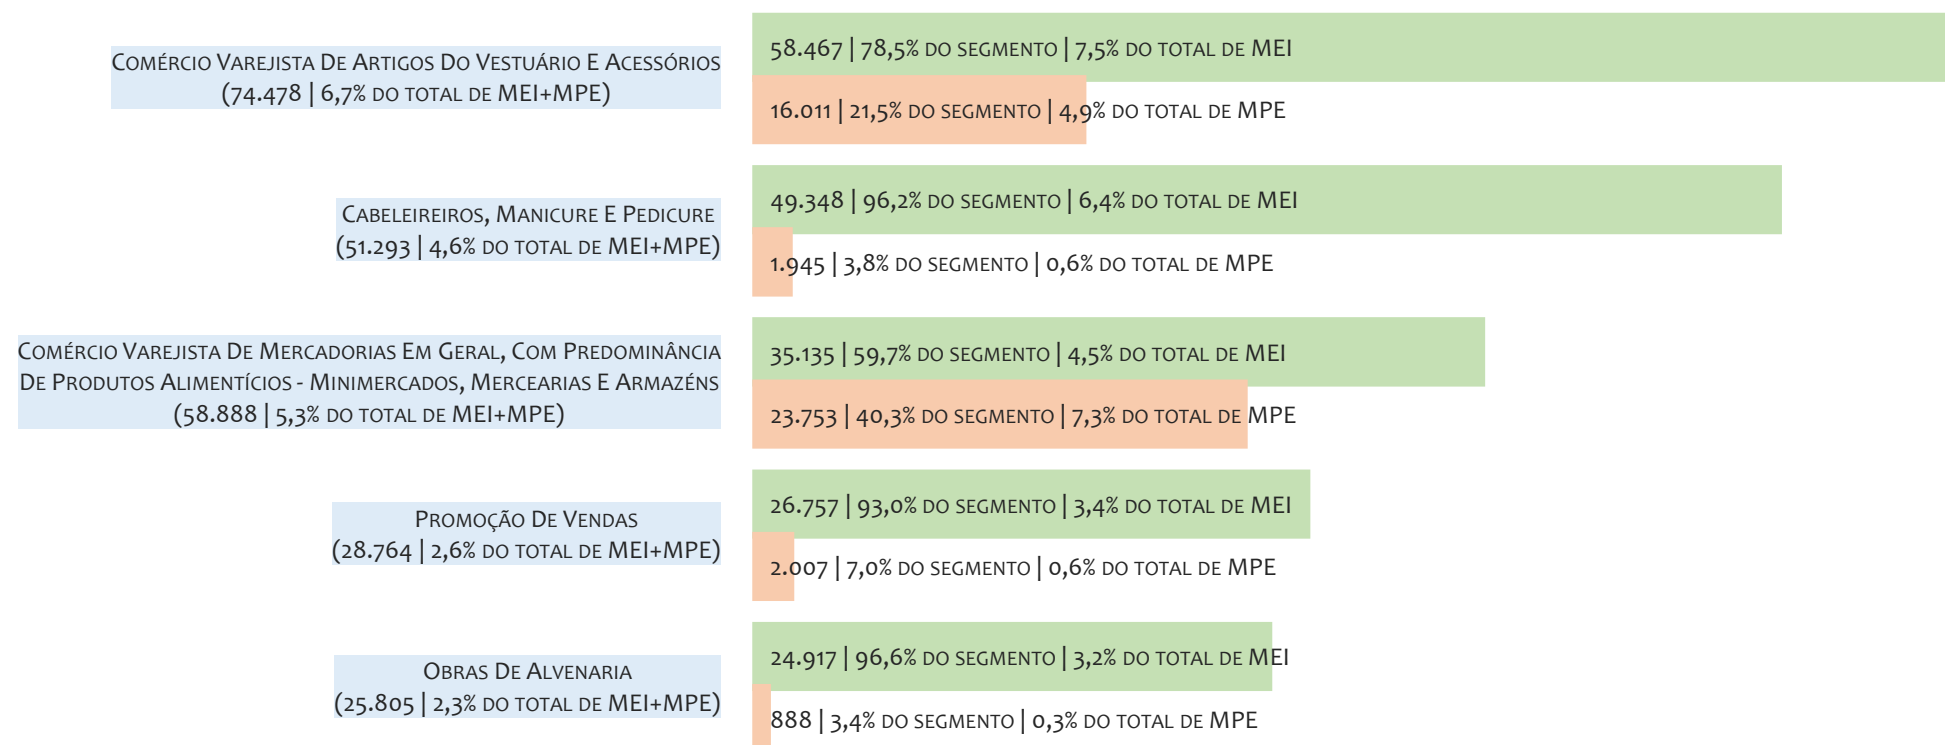 Comércio Varejista De Artigos Do Vestuário E Acessórios
(74.478 | 6,7% do total de MEI+MPE)
58.467 | 78,5% do segmento | 7,5% do total de MEI
16.011 | 21,5% do segmento | 4,9% do total de MPE
Cabeleireiros, Manicure E Pedicure
(51.293 | 4,6% do total de MEI+MPE)
49.348 | 96,2% do segmento | 6,4% do total de MEI
1.945 | 3,8% do segmento | 0,6% do total de MPE
Comércio Varejista De Mercadorias Em Geral, Com Predominância
De Produtos Alimentícios - Minimercados, Mercearias E Armazéns
(58.888 | 5,3% do total de MEI+MPE)
35.135 | 59,7% do segmento | 4,5% do total de MEI
23.753 | 40,3% do segmento | 7,3% do total de MPE
Promoção De Vendas
(28.764 | 2,6% do total de MEI+MPE)
26.757 | 93,0% do segmento | 3,4% do total de MEI
2.007 | 7,0% do segmento | 0,6% do total de MPE
Obras De Alvenaria
(25.805 | 2,3% do total de MEI+MPE)
24.917 | 96,6% do segmento | 3,2% do total de MEI
888 | 3,4% do segmento | 0,3% do total de MPE